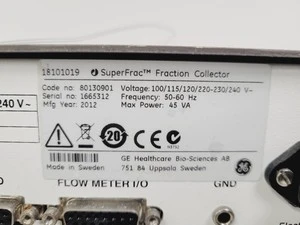 18101019 SuperFrac™ Fraction Collector
Code no: 80130901 Voltage: 100/115/120/220-230/240 V~
Serial no: 1665312 Frequency: 50-60 Hz
Mfg Year: 2012 Max Power: 45 VA
240 V~
20
GE Healthcare Bio-Sciences AB
Made in Sweden 751 84 Uppsala Sweden
FLOW METER I/O GND